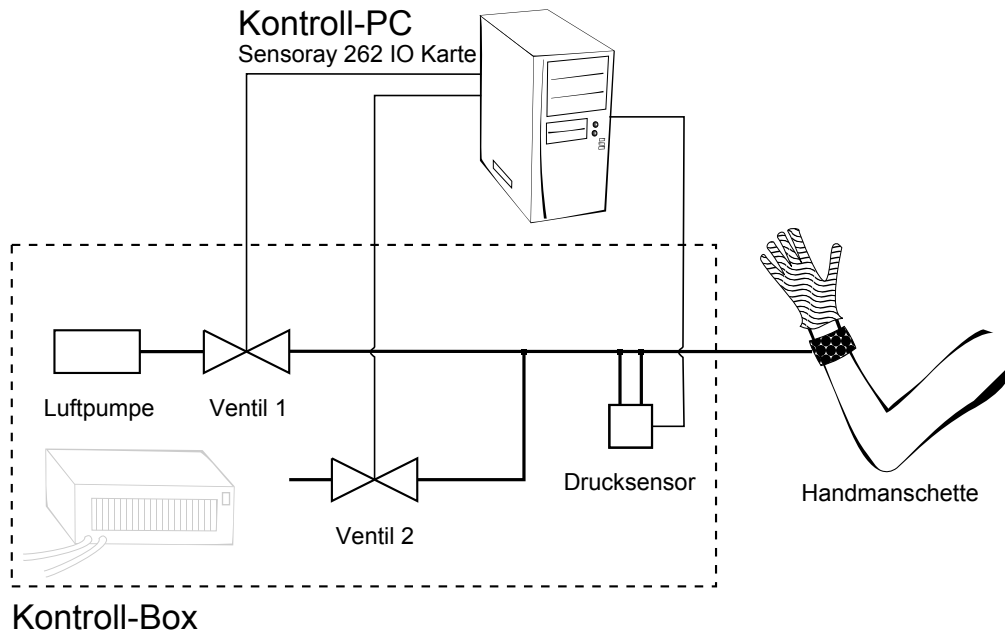 Kontroll-PC
Sensoray 262 IO Karte
Luftpumpe
Ventil 1
Drucksensor
Handmanschette
Ventil 2
Kontroll-Box